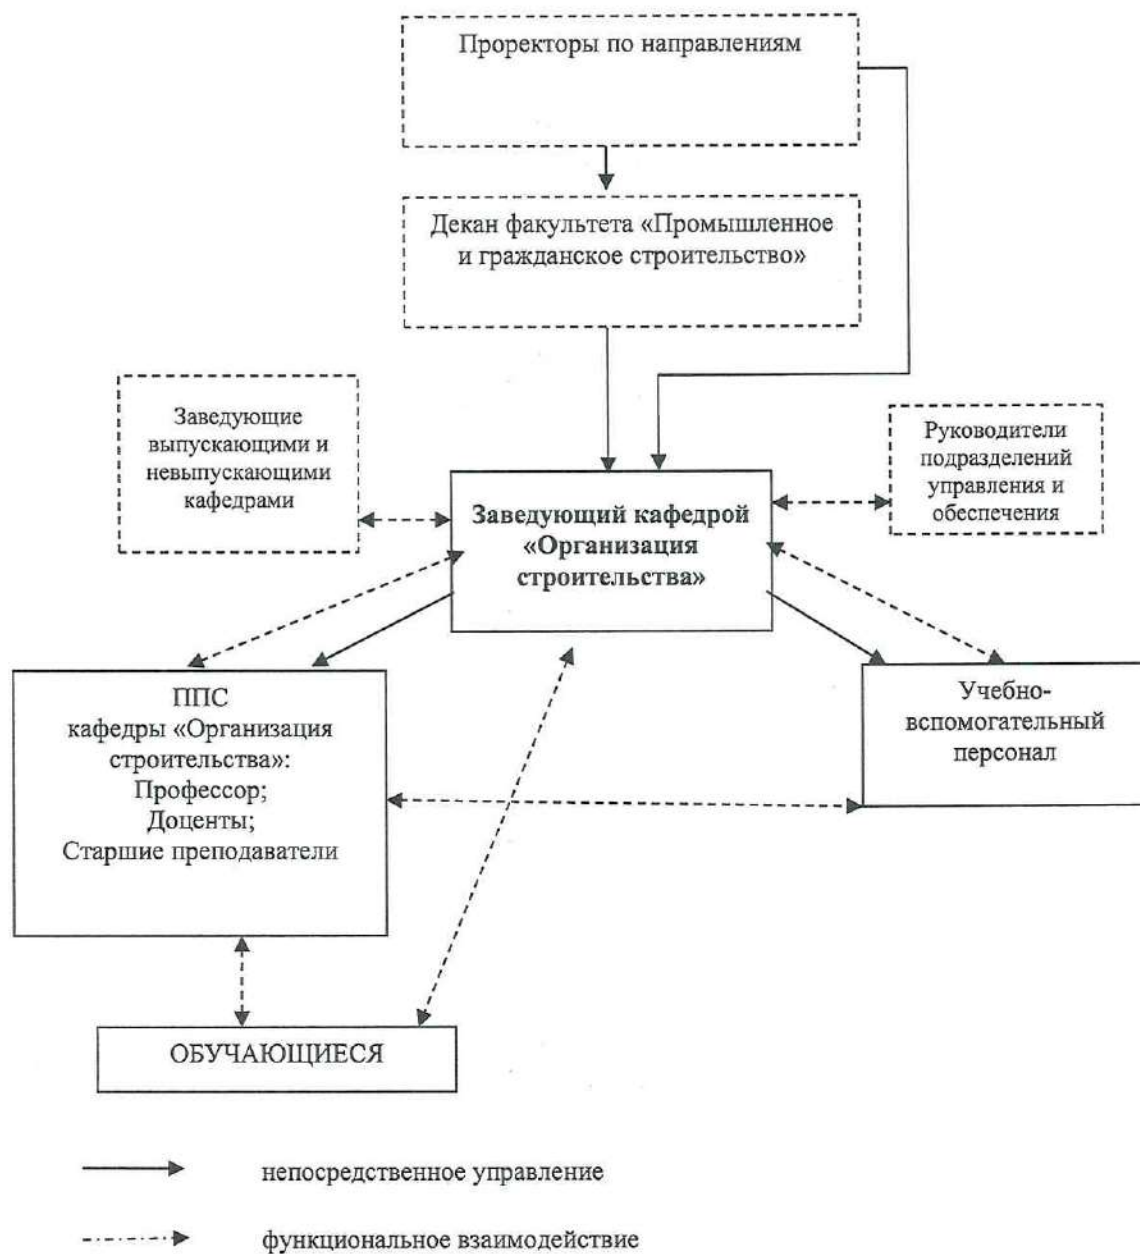 Проректоры по направлениям
Декан факультета «Промышленное
и гражданское строительство»
Заведующие
выпускающими и
невыпускающими
кафедрами
Руководители
подразделений
управления и
обеспечения
Заведующий кафедрой
«Организация
строительства»
ППС
кафедры «Организация
строительства»:
Профессор;
Доценты;
Старшие преподаватели
Учебно-
вспомогательный
персонал
ОБУЧАЮЩИЕСЯ
непосредственное управление
функциональное взаимодействие